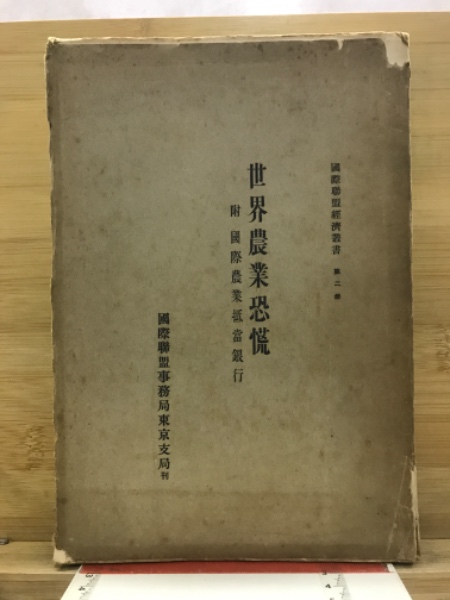 國際聯盟經濟叢書 第二部
世界農業恐慌
附 國際農業抵當銀行
國際聯盟事務局東京支局刊